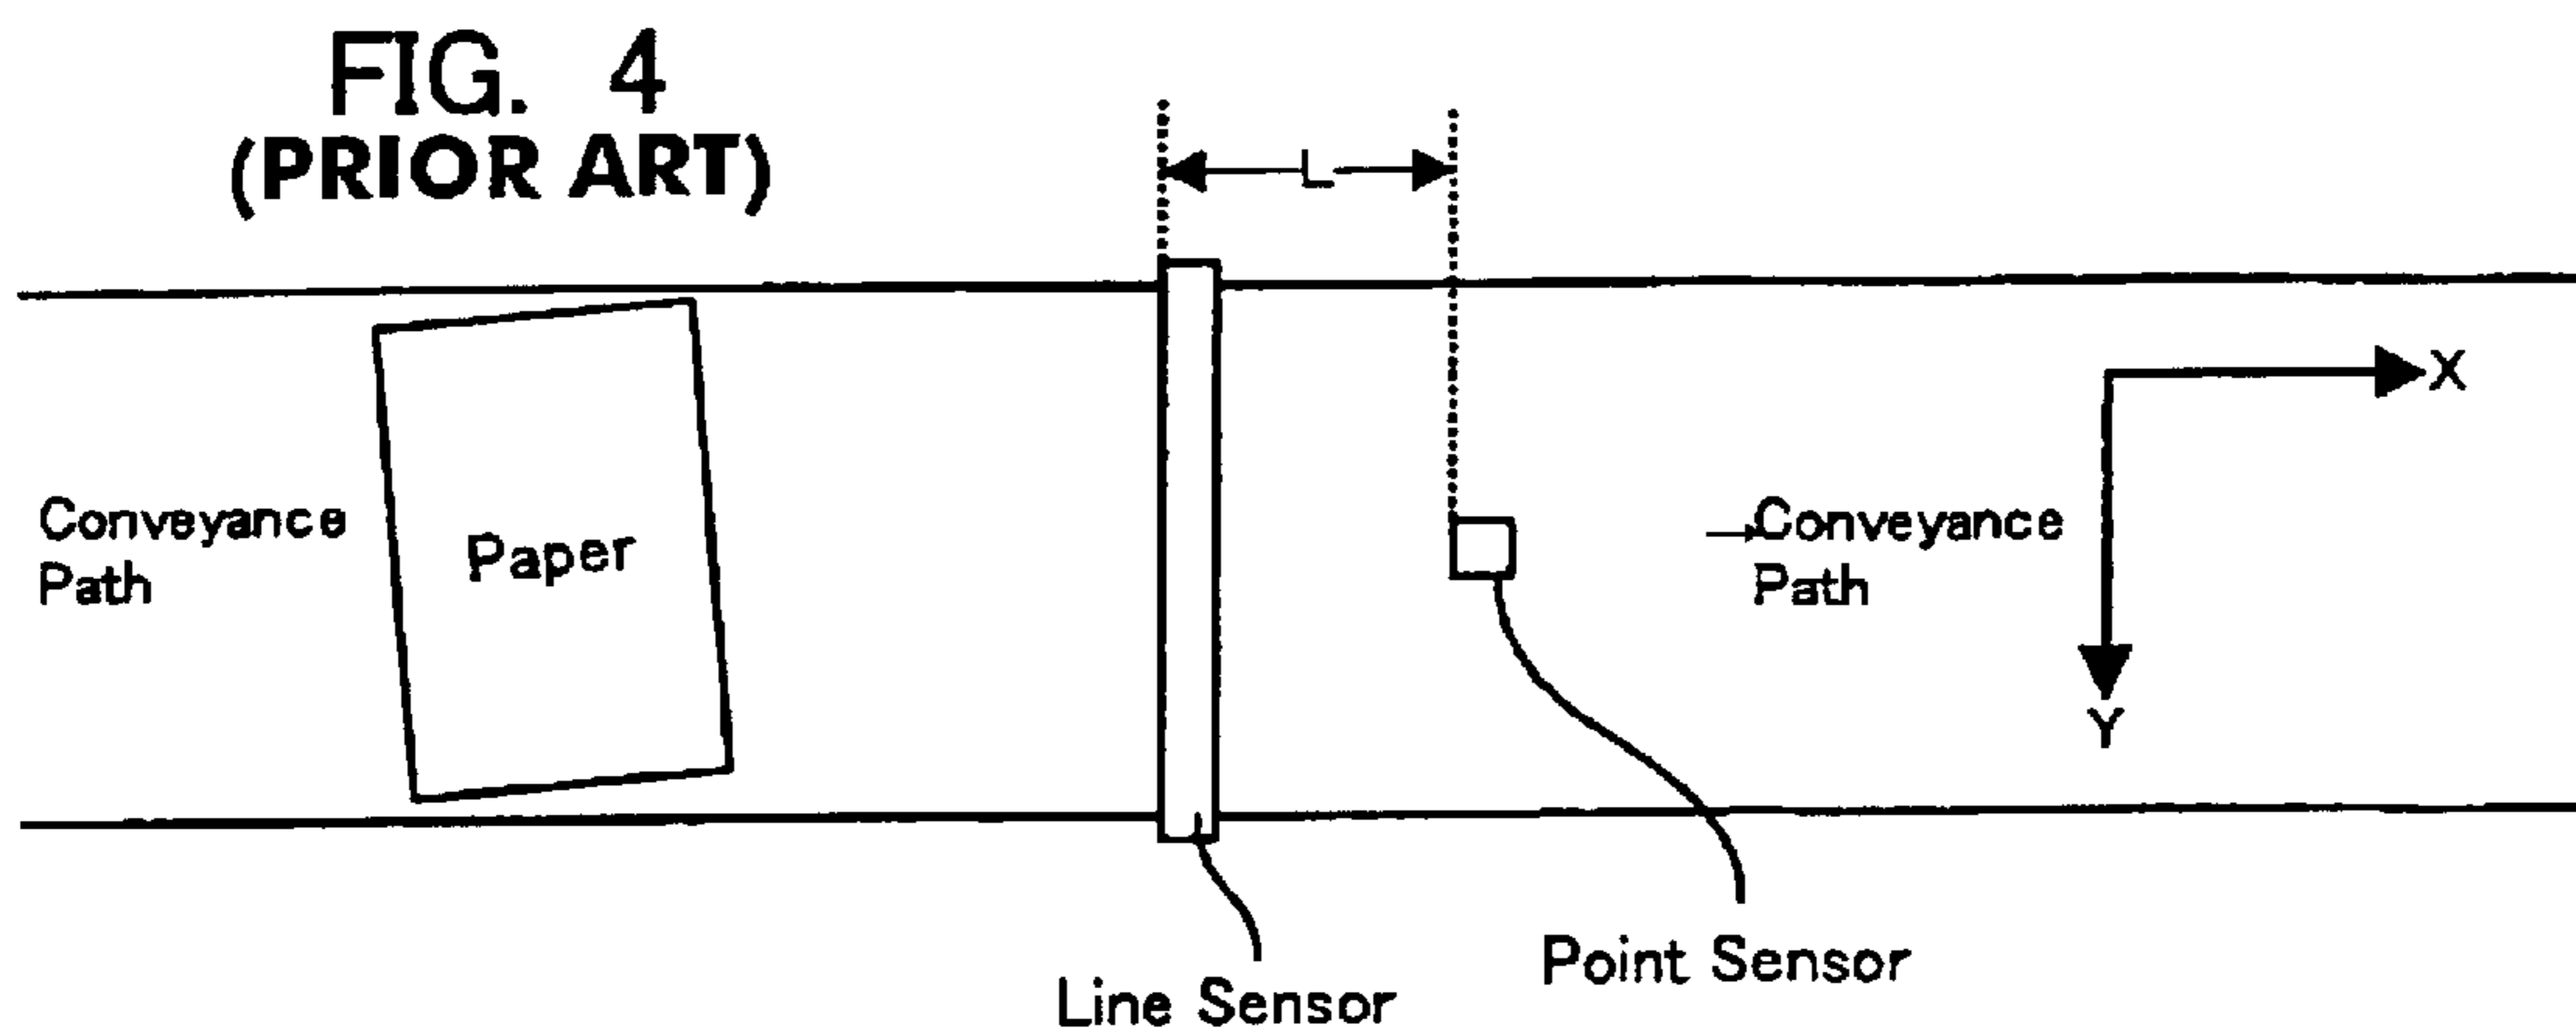 FIG. 4
(PRIOR ART)
L
X
Conveyance
Path
Paper
Conveyance
Path
Y
Point Sensor
Line Sensor